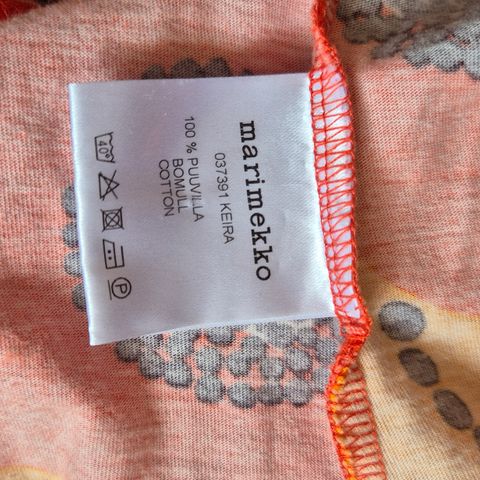 marimekko
037391 KEIRA
100 % PUUVILLA
BOMULL
COTTON
40°
P